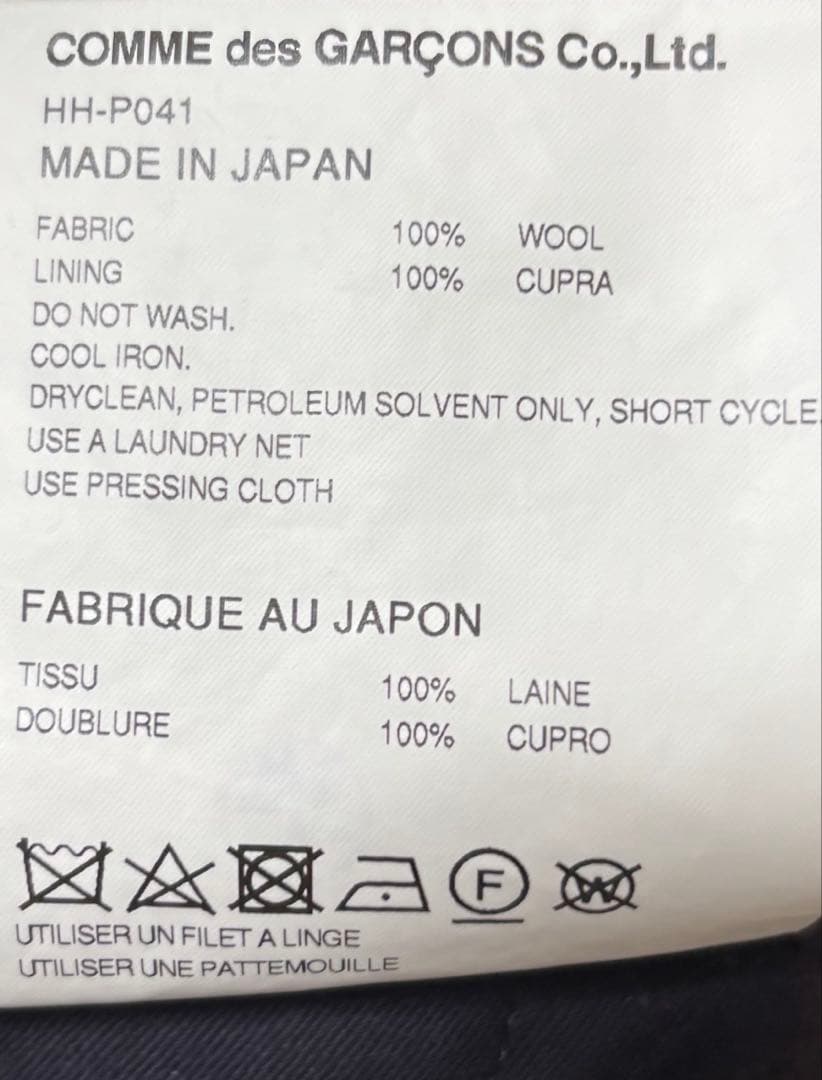 COMME des GARÇONS Co.,Ltd.
HH-P041
MADE IN JAPAN
FABRIC 100% WOOL
LINING 100% CUPRA
DO NOT WASH.
COOL IRON.
DRYCLEAN, PETROLEUM SOLVENT ONLY, SHORT CYCLE.
USE A LAUNDRY NET
USE PRESSING CLOTH
FABRIQUE AU JAPON
TISSU 100% LAINE
DOUBLURE 100% CUPRO
F W
UTILISER UN FILET A LINGE
UTILISER UNE PATTEMOUILLE